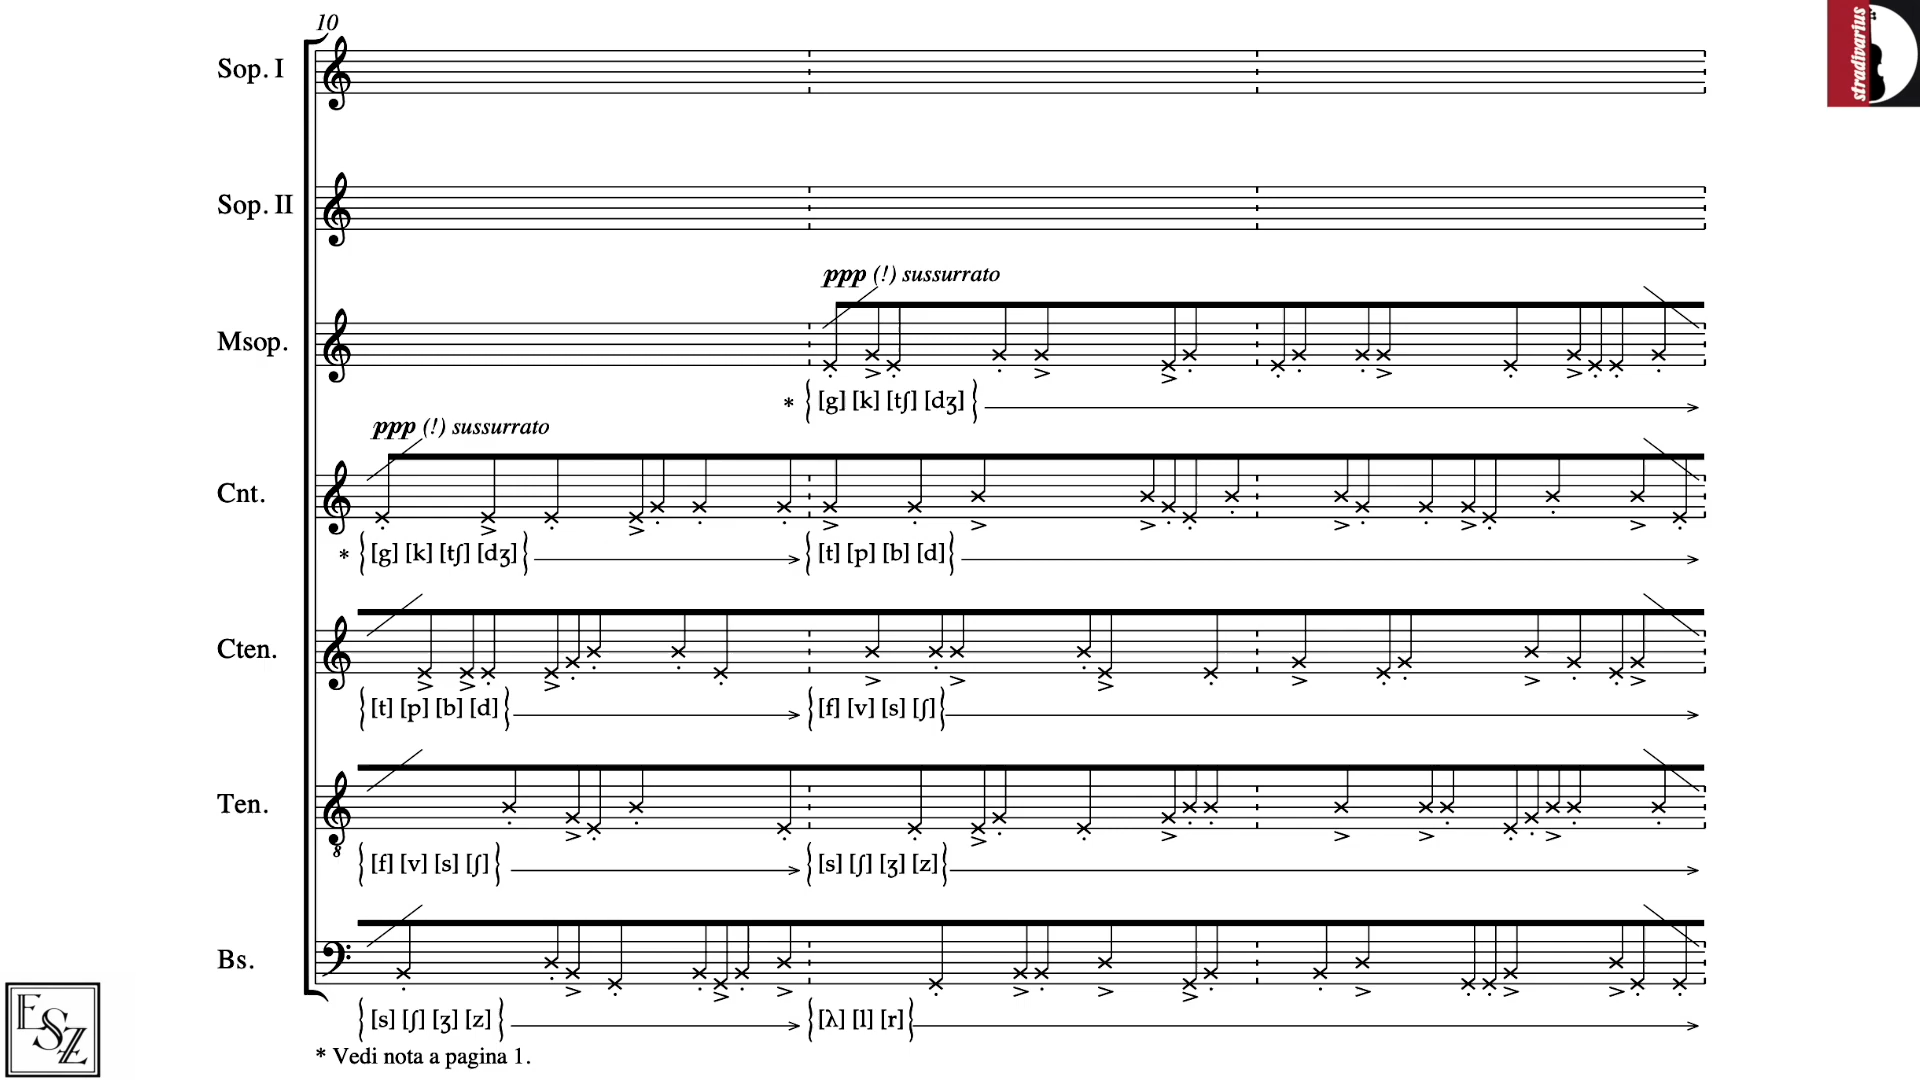 10
stradivarius
Sop. I
Sop. II
ppp (!) sussurrato
Msop.
* { [g] [k] [tʃ] [dʒ] }
ppp (!) sussurrato
Cnt.
* { [g] [k] [tʃ] [dʒ] } { [t] [p] [b] [d] }
Cten.
{ [t] [p] [b] [d] } { [f] [v] [s] [ʃ] }
Ten.
8
{ [f] [v] [s] [ʃ] } { [s] [ʃ] [ʒ] [z] }
Bs.
{ [s] [ʃ] [ʒ] [z] } { [λ] [l] [r] }
* Vedi nota a pagina 1.
ESZ